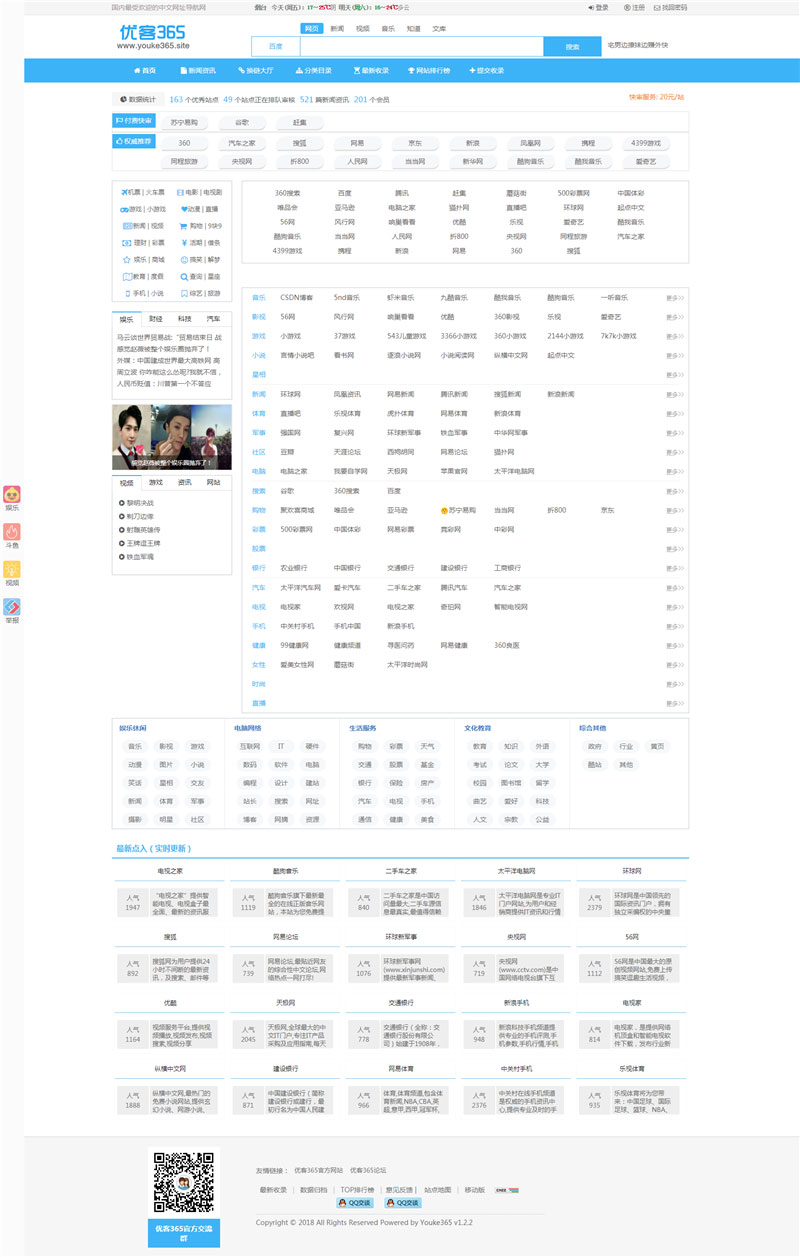 国内最受欢迎的中文网址导航网
烟台 今天(周五): 17～25℃阴 明天(周六): 16～24℃多云
登录 注册 找回密码
优客365
www.youke365.site
网页 新闻 视频 音乐 知道 文库
百度 搜索 宅男边撩妹边赚外快
首页 新闻资讯 换链大厅 分类目录 最新收录 网站排行榜 提交收录
数据统计 163 个优秀站点 49 个站点正在排队审核 521 篇新闻资讯 201 个会员 快审服务: 20元/站
付费快审 苏宁易购 谷歌 赶集
权威推荐 360 汽车之家 搜狐 网易 京东 新浪 凤凰网 携程 4399游戏
同程旅游 央视网 折800 人民网 当当网 新华网 酷狗音乐 酷我音乐 爱奇艺
机票 | 火车票 电影 | 电视剧
游戏 | 小游戏 动漫 | 直播
新闻 | 视频 购物 | 9块9
理财 | 彩票 活期 | 借条
娱乐 | 商城 搞笑 | 解梦
教育 | 度假 查询 | 星座
手机 | 小说 综艺 | 旅游
360搜索 百度 腾讯 赶集 蘑菇街 500彩票网 中国体彩
唯品会 亚马逊 电脑之家 猫扑网 直播吧 环球网 起点中文
56网 风行网 响巢看看 优酷 乐视 爱奇艺 酷我音乐
酷狗音乐 当当网 人民网 折800 央视网 同程旅游 汽车之家
4399游戏 携程 新浪 网易 360 搜狐
娱乐 财经 科技 汽车
马云谈世界贸易战:“贸易结束日 战
感觉赵薇被整个娱乐圈抛弃了！
外媒：中国建成世界最大高铁网 高
周立波 你咋能这么怂呢?我就不信，
人民币贬值：川普第一个不答应
感觉赵薇被整个娱乐圈抛弃了！
视频 游戏 资讯 网站
黎明决战
剃刀边缘
射雕英雄传
王牌逗王牌
铁血军魂
娱乐
斗鱼
视频
举报
音乐 CSDN博客 5nd音乐 虾米音乐 九酷音乐 酷我音乐 酷狗音乐 一听音乐 更多>>
影视 56网 风行网 响巢看看 优酷 360影视 乐视 爱奇艺 更多>>
游戏 小游戏 37游戏 543儿童游戏 3366小游戏 360小游戏 2144小游戏 7k7k小游戏 更多>>
小说 言情小说吧 看书网 逐浪小说网 小说阅读网 纵横中文网 起点中文 更多>>
星相 更多>>
新闻 环球网 凤凰资讯 网易新闻 腾讯新闻 搜狐新闻 新浪新闻 更多>>
体育 直播吧 乐视体育 虎扑体育 网易体育 新浪体育 更多>>
军事 强国网 复兴网 环球新军事 铁血军事 中华网军事 更多>>
社区 豆瓣 天涯论坛 西祠胡同 网易论坛 猫扑网 更多>>
电脑 电脑之家 我要自学网 天极网 苹果官网 太平洋电脑网 更多>>
搜索 谷歌 360搜索 百度 更多>>
购物 聚欢喜商城 唯品会 亚马逊 苏宁易购 当当网 折800 京东 更多>>
彩票 500彩票网 中国体彩 网易彩票 竞彩网 中彩网 更多>>
股票 更多>>
银行 农业银行 中国银行 交通银行 建设银行 工商银行 更多>>
汽车 太平洋汽车网 爱卡汽车 二手车之家 腾讯汽车 汽车之家 更多>>
电视 电视家 欢视网 电视之家 奇珀网 智能电视网 更多>>
手机 中关村手机 手机中国 新浪手机 更多>>
健康 99健康网 健康频道 寻医问药 网易健康 360良医 更多>>
女性 爱美女性网 蘑菇街 太平洋时尚网 更多>>
时尚 更多>>
直播 更多>>
娱乐休闲 电脑网络 生活服务 文化教育 综合其他
音乐 影视 游戏 互联网 IT 硬件 购物 彩票 天气 教育 知识 外语 政府 行业 黄页
动漫 图片 小说 数码 软件 电脑 交通 股票 基金 考试 论文 大学 酷站 其他
笑话 星相 交友 编程 设计 建站 银行 保险 房产 校园 图书馆 留学
新闻 体育 军事 站长 搜索 网址 汽车 电视 手机 曲艺 爱好 科技
摄影 明星 社区 博客 网摘 资源 通信 健康 美食 人文 宗教 公益
最新点入（实时更新）
电视之家 酷狗音乐 二手车之家 太平洋电脑网 环球网
人气 1947 “电视之家”提供智能电视、电视盒子最全面、最新的资讯服
人气 1119 酷狗音乐旗下最新最全的在线正版音乐网站，本站为您免费提
人气 840 二手车之家是中国访问量最大,二手车源信息最真实,最值得信赖
人气 1846 太平洋电脑网是专业IT门户网站,为用户和经销商提供IT资讯和行情
人气 2379 环球网是中国领先的国际资讯门户，拥有独立采编权的中央重
搜狐 网易论坛 环球新军事 央视网 56网
人气 892 搜狐网为用户提供24小时不间断的最新资讯，及搜索、邮件等
人气 739 网易论坛,最贴近网友的综合性中文论坛,网络热点一网打尽!
人气 1076 环球新军事网(www.xinjunshi.com)提供最新军事新闻、
人气 719 央视网(www.cctv.com)是中国网络电视台旗下互
人气 1112 56网是中国最大的原创视频网站,免费上传搞笑逗趣生活视频，
优酷 天极网 交通银行 新浪手机 电视家
人气 1164 视频服务平台,提供视频播放,视频发布,视频搜索,视频分享
人气 2045 天极网,全球最大的中文IT门户,专注IT产品采购及应用指南,每天
人气 778 交通银行（全称：交通银行股份有限公司）始建于1908年，
人气 948 新浪科技手机频道提供专业的手机评测,手机参数,手机行情,手机
人气 814 电视家，是提供网络机顶盒和智能电视软件下载，发布行业新
纵横中文网 建设银行 网易体育 中关村手机 乐视体育
人气 1888 纵横中文网,最热门的免费小说网站,提供玄幻小说、网游小说、
人气 871 中国建设银行（简称建设银行或建行，最初行名为中国人民建
人气 966 体育,体育频道,包含体育新闻,NBA,CBA,英超,意甲,西甲,冠军杯,
人气 2376 中关村在线手机频道是权威的手机资讯中心,提供专业及时的手
人气 935 乐视体育将为您带来：中国足球、国际足球、篮球、NBA、
优客365官方交流群
友情链接： 优客365官方网站 优客365论坛
最新收录 | 数据归档 | TOP排行榜 | 意见反馈 | 站点地图 | 移动版
QQ交谈 QQ交谈
Copyright © 2018 All Rights Reserved Powered by Youke365 v1.2.2